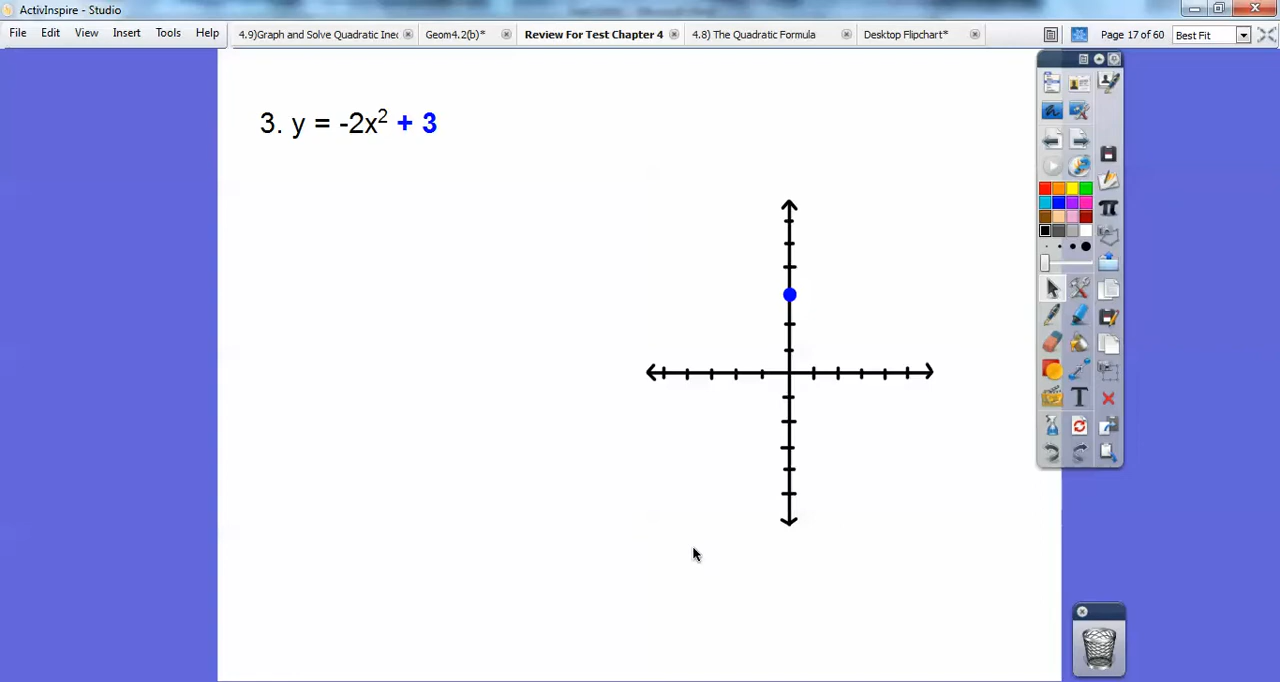 ActivInspire - Studio
File Edit View Insert Tools Help
4.9)Graph and Solve Quadratic Ine
Geom4.2(b)*
Review For Test Chapter 4
4.8) The Quadratic Formula
Desktop Flipchart*
Page 17 of 60
Best Fit
3. y = -2x² + 3